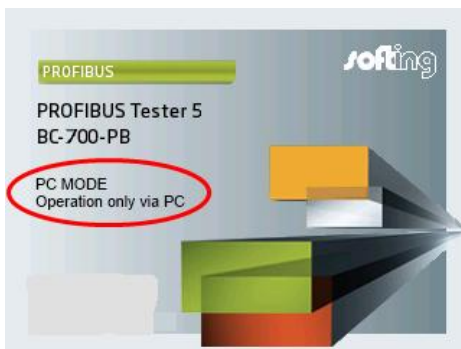 softing
PROFIBUS
PROFIBUS Tester 5
BC-700-PB
PC MODE
Operation only via PC